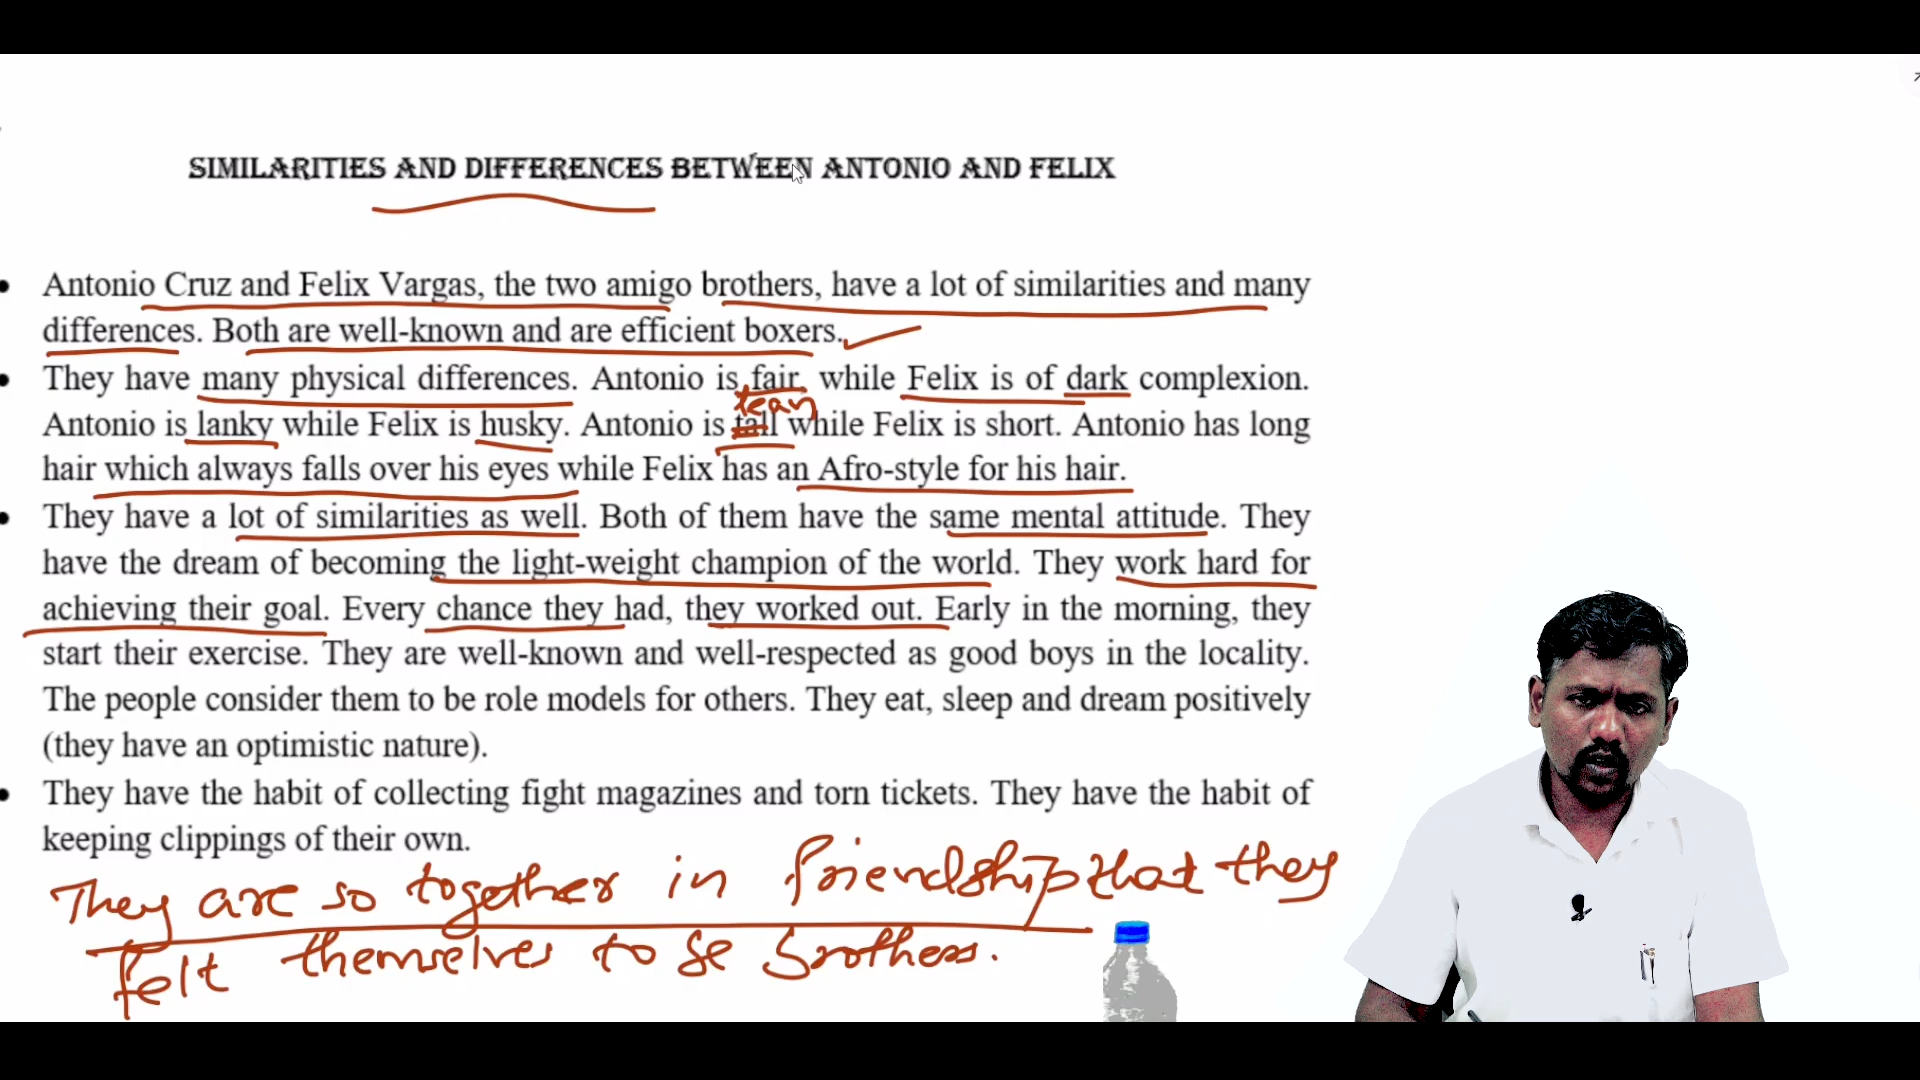 SIMILARITIES AND DIFFERENCES BETWEEN ANTONIO AND FELIX
Antonio Cruz and Felix Vargas, the two amigo brothers, have a lot of similarities and many
differences. Both are well-known and are efficient boxers.
They have many physical differences. Antonio is fair while Felix is of dark complexion.
Antonio is lanky while Felix is husky. Antonio is tall while Felix is short. Antonio has long
hair which always falls over his eyes while Felix has an Afro-style for his hair.
They have a lot of similarities as well. Both of them have the same mental attitude. They
have the dream of becoming the light-weight champion of the world. They work hard for
achieving their goal. Every chance they had, they worked out. Early in the morning, they
start their exercise. They are well-known and well-respected as good boys in the locality.
The people consider them to be role models for others. They eat, sleep and dream positively
(they have an optimistic nature).
They have the habit of collecting fight magazines and torn tickets. They have the habit of
keeping clippings of their own.
They are so together in friendship that they
felt themselves to be brothers.